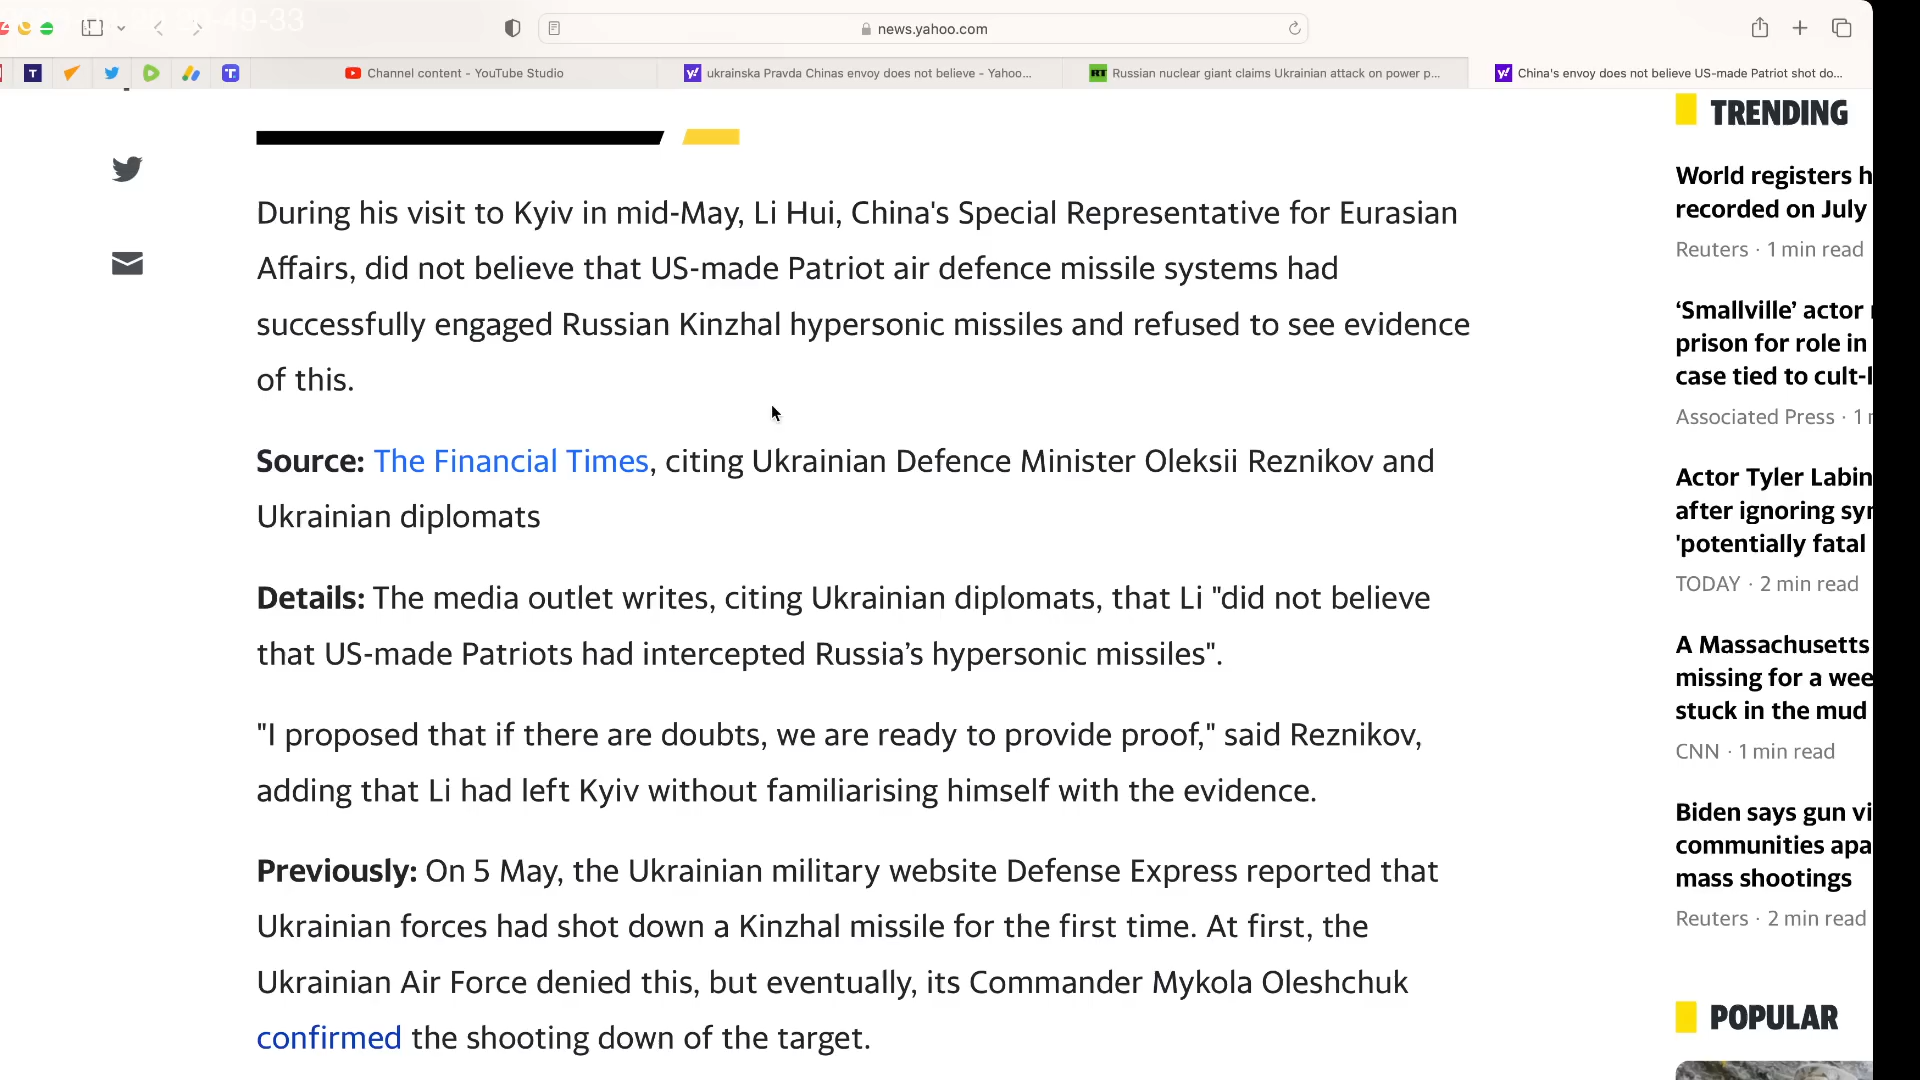 49-33
news.yahoo.com
Channel content - YouTube Studio
ukrainska Pravda Chinas envoy does not believe - Yahoo...
RT Russian nuclear giant claims Ukrainian attack on power p...
China's envoy does not believe US-made Patriot shot do...
During his visit to Kyiv in mid-May, Li Hui, China's Special Representative for Eurasian
Affairs, did not believe that US-made Patriot air defence missile systems had
successfully engaged Russian Kinzhal hypersonic missiles and refused to see evidence
of this.
Source: The Financial Times, citing Ukrainian Defence Minister Oleksii Reznikov and
Ukrainian diplomats
Details: The media outlet writes, citing Ukrainian diplomats, that Li "did not believe
that US-made Patriots had intercepted Russia’s hypersonic missiles".
"I proposed that if there are doubts, we are ready to provide proof," said Reznikov,
adding that Li had left Kyiv without familiarising himself with the evidence.
Previously: On 5 May, the Ukrainian military website Defense Express reported that
Ukrainian forces had shot down a Kinzhal missile for the first time. At first, the
Ukrainian Air Force denied this, but eventually, its Commander Mykola Oleshchuk
confirmed the shooting down of the target.
TRENDING
World registers h
recorded on July
Reuters · 1 min read
‘Smallville’ actor
prison for role in
case tied to cult-l
Associated Press · 1
Actor Tyler Labin
after ignoring syr
'potentially fatal
TODAY · 2 min read
A Massachusetts
missing for a wee
stuck in the mud
CNN · 1 min read
Biden says gun vi
communities apa
mass shootings
Reuters · 2 min read
POPULAR